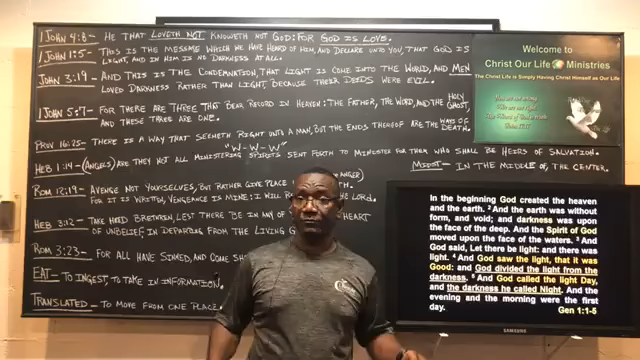 1 JOHN 4:8 - HE THAT LOVETH NOT KNOWETH NOT GOD: FOR GOD IS LOVE.
1 JOHN 1:5 - THIS IS THE MESSAGE WHICH WE HAVE HEARD OF HIM, AND DECLARE UNTO YOU, THAT GOD IS
LIGHT, AND IN HIM IS NO DARKNESS AT ALL.
JOHN 3:19 - AND THIS IS THE CONDEMNATION, THAT LIGHT IS COME INTO THE WORLD, AND MEN
LOVED DARKNESS RATHER THAN LIGHT, BECAUSE THEIR DEEDS WERE EVIL.
1 JOHN 5:7 - FOR THERE ARE THREE THAT BEAR RECORD IN HEAVEN: THE FATHER, THE WORD, AND THE HOLY GHOST,
AND THESE THREE ARE ONE.
PROV 16:25 - THERE IS A WAY THAT SEEMETH RIGHT UNTO A MAN, BUT THE ENDS THEREOF ARE THE WAYS OF DEATH.
"W-W-W"
HEB 1:14 - (ANGELS) ARE THEY NOT ALL MINISTERING SPIRITS SENT FORTH TO MINISTER FOR THEM WHO SHALL BE HEIRS OF SALVATION.
MIDST - IN THE MIDDLE OF, THE CENTER.
ROM 12:19 - AVENGE NOT YOURSELVES, BUT RATHER GIVE PLACE
FOR IT IS WRITTEN, VENGEANCE IS MINE; I WILL THE LORD.
HEB 3:12 - TAKE HEED BRETHREN, LEST THERE BE IN ANY OF HEART
OF UNBELIEF IN DEPARTING FROM THE LIVING
ROM 3:23 - FOR ALL HAVE SINNED, AND COME
EAT - TO INGEST, TO TAKE IN INFORMATION.
TRANSLATED - TO MOVE FROM ONE PLACE
Welcome to
Christ Our Life Ministries
The Christ Life is Simply Having Christ Himself as Our Life
In the beginning God created the heaven
and the earth. 2 And the earth was without
form, and void; and darkness was upon
the face of the deep. And the Spirit of God
moved upon the face of the waters. 3 And
God said, Let there be light: and there was
light. 4 And God saw the light, that it was
Good: and God divided the light from the
darkness. 5 And God called the light Day,
and the darkness he called Night. And the
evening and the morning were the first
day. Gen 1:1-5
SAMSUNG